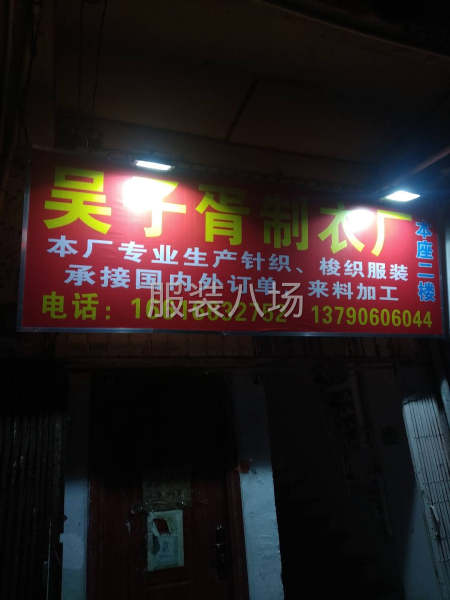 吴子胥制衣厂
本厂专业生产针织、梭织服装
承接国内外订单、来料加工
电话: 13790606044
本座二楼
服装八场